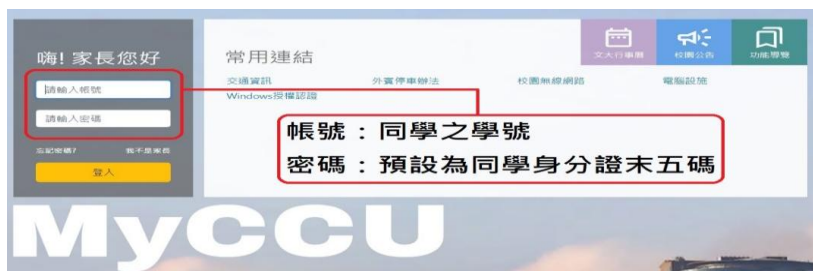 嗨! 家長您好
請輸入帳號
請輸入密碼
忘記密碼? 我不是家長
登入
常用連結
交通資訊 外賓停車辦法 校園無線網路 電腦設施
Windows授權認證
文大行事曆 校園公告 功能導覽
帳號：同學之學號
密碼：預設為同學身分證末五碼
MyCCU